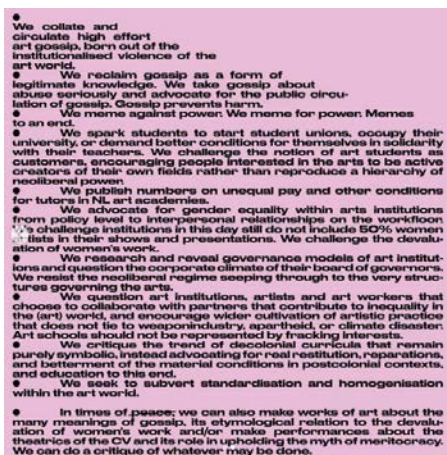 ●
We collate and
circulate high effort
art gossip, born out of the
institutionalised violence of the
art world.
● We reclaim gossip as a form of
legitimate knowledge. We take gossip about
abuse seriously and advocate for the public circu-
lation of gossip. Gossip prevents harm.
● We meme against power. We meme for power. Memes
to an end.
● We spark students to start student unions, occupy their
university, or demand better conditions for themselves in solidarity
with their teachers. We challenge the notion of art students as
customers, encouraging people interested in the arts to be active
creators of their own fields rather than reproduce a hierarchy of
neoliberal power.
● We publish numbers on unequal pay and other conditions
for tutors in NL art academies.
● We advocate for gender equality within arts institutions
from policy level to interpersonal relationships on the workfloor.
challenge institutions in this day still do not include 50% women
in their shows and presentations. We challenge the devalu-
ation of women's work.
● We research and reveal governance models of art institut-
ions and question the corporate climate of their board of governors.
We resist the neoliberal regime seeping through to the very struc-
tures governing the arts.
● We question art institutions, artists and art workers that
choose to collaborate with partners that contribute to inequality in
the (art) world, and encourage wider cultivation of artistic practice
that does not tie to weaponindustry, apartheid, or climate disaster.
Art schools should not be represented by fracking interests.
● We critique the trend of decolonial curricula that remain
purely symbolic, instead advocating for real restitution, reparations,
and betterment of the material conditions in postcolonial contexts,
and education to this end.
● We seek to subvert standardisation and homogenisation
within the art world.
● In times of peace, we can also make works of art about the
many meanings of gossip, its etymological relation to the devalu-
ation of women's work and/or make performances about the
theatrics of the CV and its role in upholding the myth of meritocracy.
We can do a critique of whatever may be done.